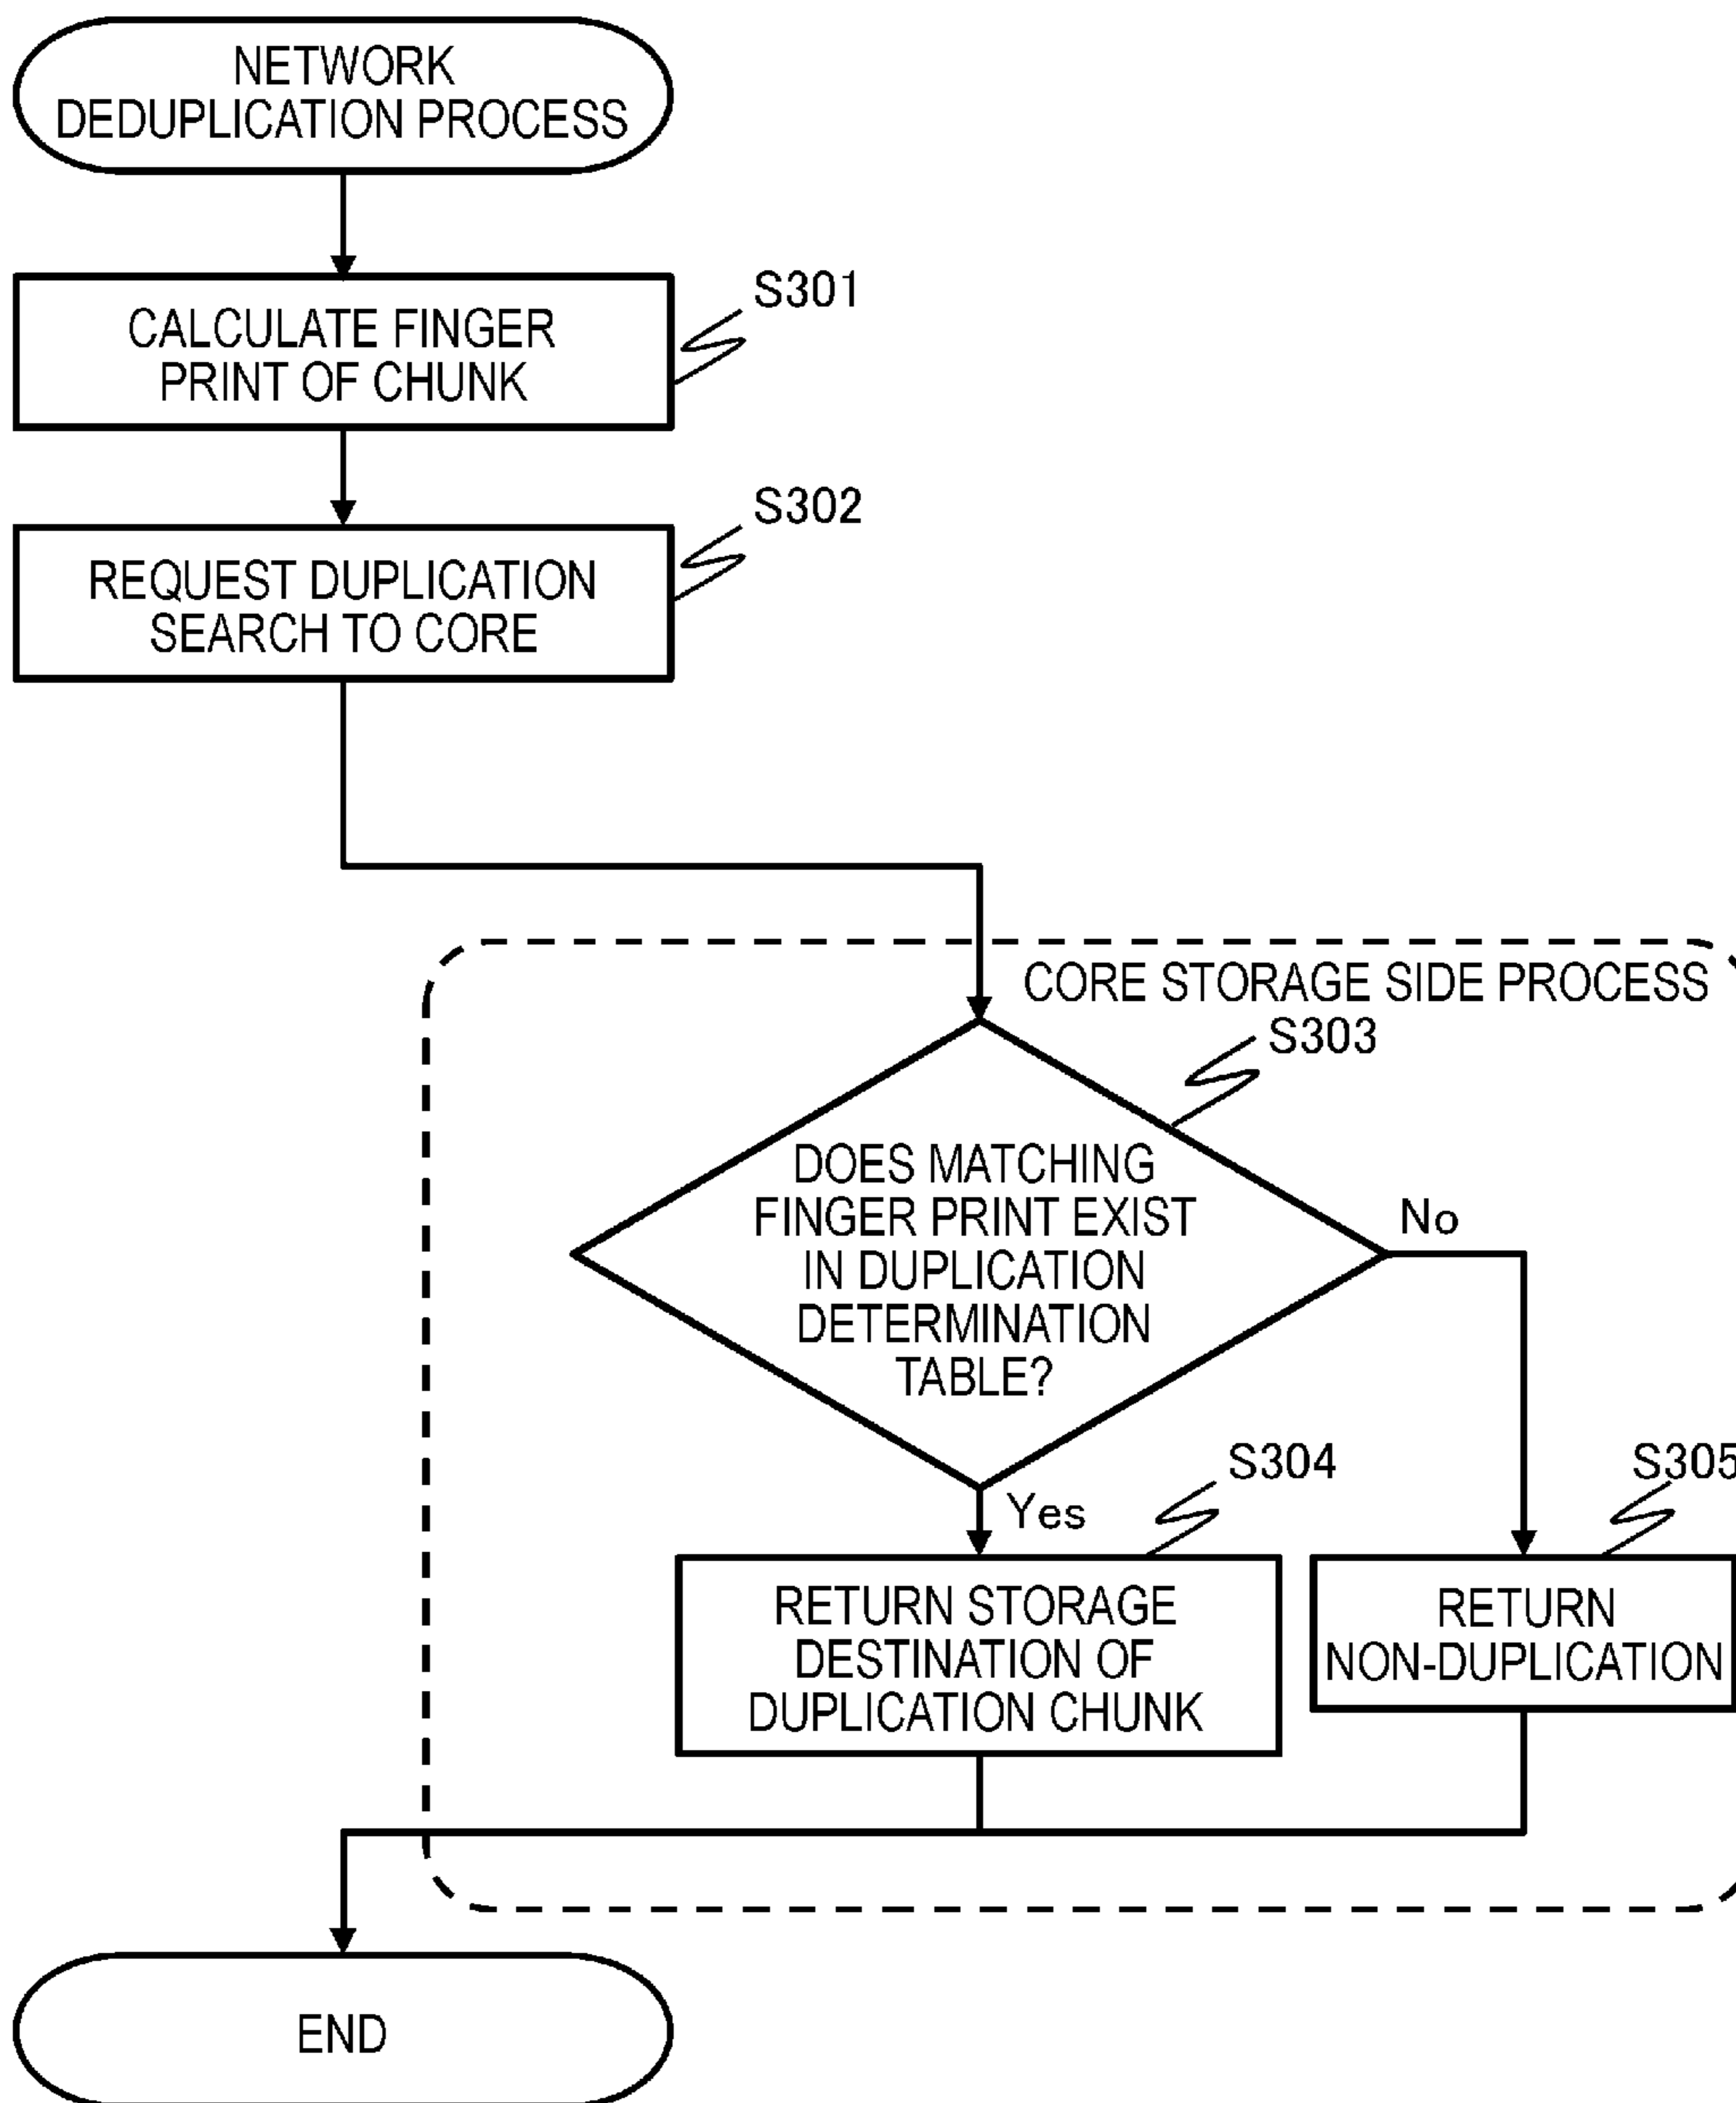 NETWORK
DEDUPLICATION PROCESS
S301
CALCULATE FINGER
PRINT OF CHUNK
S302
REQUEST DUPLICATION
SEARCH TO CORE
CORE STORAGE SIDE PROCESS
S303
DOES MATCHING
FINGER PRINT EXIST
IN DUPLICATION
DETERMINATION
TABLE?
No
Yes
S304
RETURN STORAGE
DESTINATION OF
DUPLICATION CHUNK
S305
RETURN
NON-DUPLICATION
END